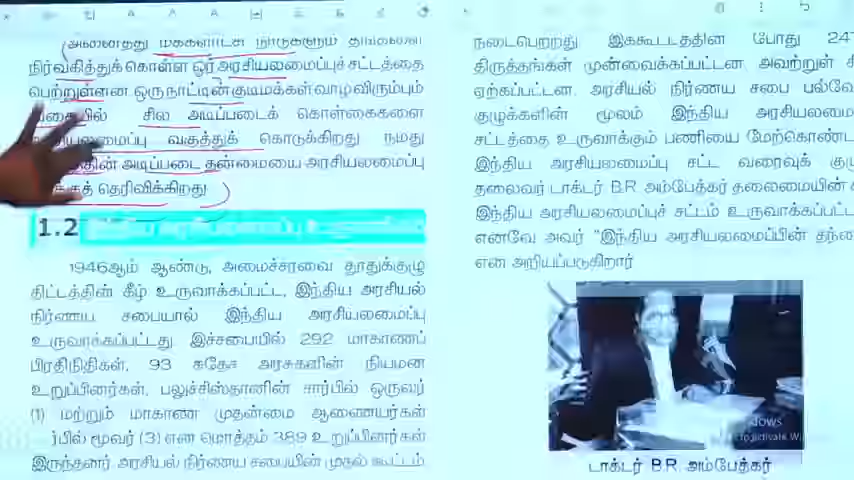 அனைத்து மக்களாட்சி நாடுகளும் தங்களை
நிர்வகித்துக் கொள்ள ஓர் அரசியலமைப்புச் சட்டத்தை
பெற்றுள்ளன ஒருநாட்டின் குடிமக்கள் வாழ விரும்பும்
வகையில் சில அடிப்படைக் கொள்கைகளை
வகுத்துக் கொடுக்கிறது நமது
அடிப்படை தன்மையை அரசியலமைப்பு
தெரிவிக்கிறது
1.2
1946ஆம் ஆண்டு, அமைச்சரவை தூதுக்குழு
திட்டத்தின் கீழ் உருவாக்கப்பட்ட, இந்திய அரசியல்
நிர்ணய சபையால் இந்திய அரசியலமைப்பு
உருவாக்கப்பட்டது இச்சபையில் 292 மாகாணப்
பிரதிநிதிகள், 93 சுதேச அரசுகளின் நியமன
உறுப்பினர்கள், பலுச்சிஸ்தானின் சார்பில் ஒருவர்
(1) மற்றும் மாகாண முதன்மை ஆணையர்கள்
மூவர் (3) என மொத்தம் 389 உறுப்பினர்கள்
இருந்தனர். அரசியல் நிர்ணய சபையின் முதல் கூட்டம்
நடைபெற்றது இக்கூட்டத்தின் போது 247
திருத்தங்கள் முன்வைக்கப்பட்டன. அவற்றுள் சி
ஏற்கப்பட்டன. அரசியல் நிர்ணய சபை பல்வே
குழுக்களின் மூலம் இந்திய அரசியலமை
சட்டத்தை உருவாக்கும் பணியை மேற்கொண்ட
இந்திய அரசியலமைப்பு சட்ட வரைவுக் குழு
தலைவர் டாக்டர் B.R. அம்பேத்கர் தலைமையின் கீ
இந்திய அரசியலமைப்புச் சட்டம் உருவாக்கப்பட்ட
எனவே அவர் "இந்திய அரசியலமைப்பின் தந்தை
என அறியப்படுகிறார்
டாக்டர் B.R. அம்பேத்கர்